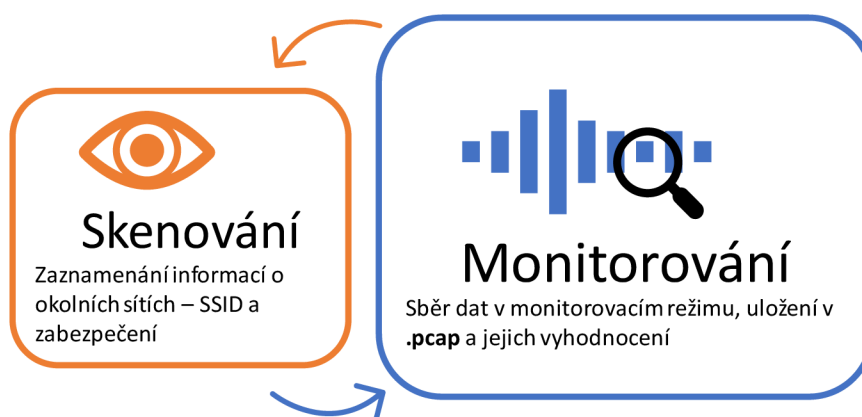 Skenování
Zaznamenání informací o
okolních sítích – SSID a
zabezpečení
Monitorování
Sběr dat v monitorovacím režimu, uložení v
.pcap a jejich vyhodnocení